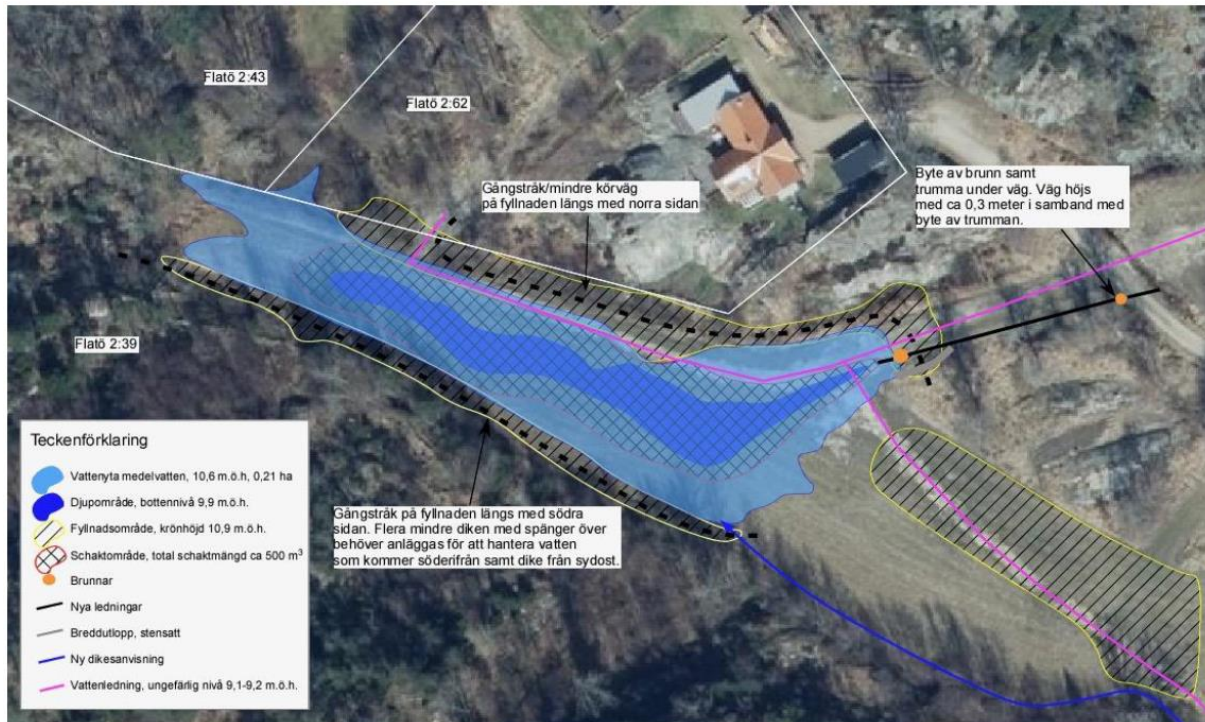 Flatö 2:43
Flatö 2:62
Gångstråk/mindre körväg
på fyllnaden längs med norra sidan
Byte av brunn samt
trumma under väg. Väg höjs
med ca 0,3 meter i samband med
byte av trumman.
Flatö 2:39
Gångstråk på fyllnaden längs med södra
sidan. Flera mindre diken med spänger över
behöver anläggas för att hantera vatten
som kommer söderifrån samt dike från sydost.
Teckenförklaring
Vattenyta medelvatten, 10,6 m.ö.h, 0,21 ha
Djupområde, bottennivå 9,9 m.ö.h.
Fyllnadsområde, krönhöjd 10,9 m.ö.h.
Schaktområde, total schaktmängd ca 500 m³
Brunnar
Nya ledningar
Breddutlopp, stensatt
Ny dikesanvisning
Vattenledning, ungefärlig nivå 9,1-9,2 m.ö.h.